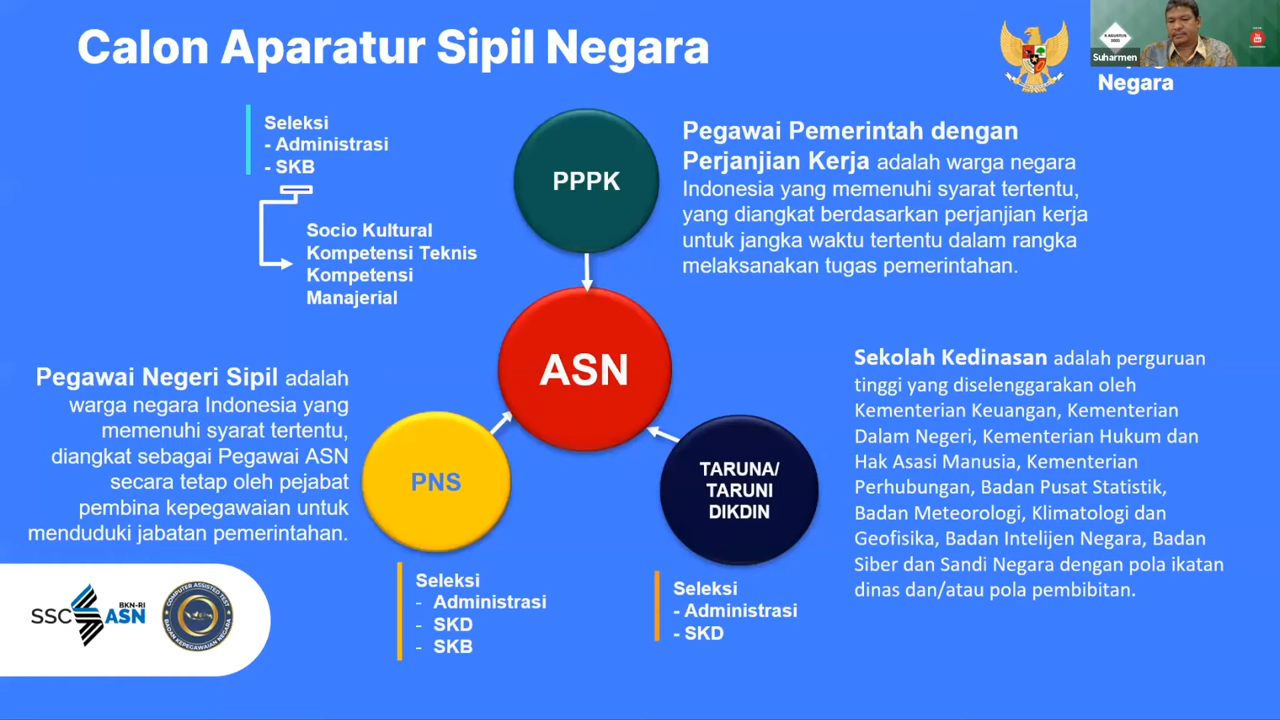 Calon Aparatur Sipil Negara
Negara
Suharmen
Seleksi
- Administrasi
- SKB
Socio Kultural
Kompetensi Teknis
Kompetensi
Manajerial
PPPK
Pegawai Pemerintah dengan
Perjanjian Kerja adalah warga negara
Indonesia yang memenuhi syarat tertentu,
yang diangkat berdasarkan perjanjian kerja
untuk jangka waktu tertentu dalam rangka
melaksanakan tugas pemerintahan.
ASN
Pegawai Negeri Sipil adalah
warga negara Indonesia yang
memenuhi syarat tertentu,
diangkat sebagai Pegawai ASN
secara tetap oleh pejabat
pembina kepegawaian untuk
menduduki jabatan pemerintahan.
PNS
TARUNA/
TARUNI
DIKDIN
Sekolah Kedinasan adalah perguruan
tinggi yang diselenggarakan oleh
Kementerian Keuangan, Kementerian
Dalam Negeri, Kementerian Hukum dan
Hak Asasi Manusia, Kementerian
Perhubungan, Badan Pusat Statistik,
Badan Meteorologi, Klimatologi dan
Geofisika, Badan Intelijen Negara, Badan
Siber dan Sandi Negara dengan pola ikatan
dinas dan/atau pola pembibitan.
Seleksi
- Administrasi
- SKD
- SKB
Seleksi
- Administrasi
- SKD
BKN-RI
SSC ASN
COMPUTER ASSISTED TEST
BADAN KEPEGAWAIAN NEGARA